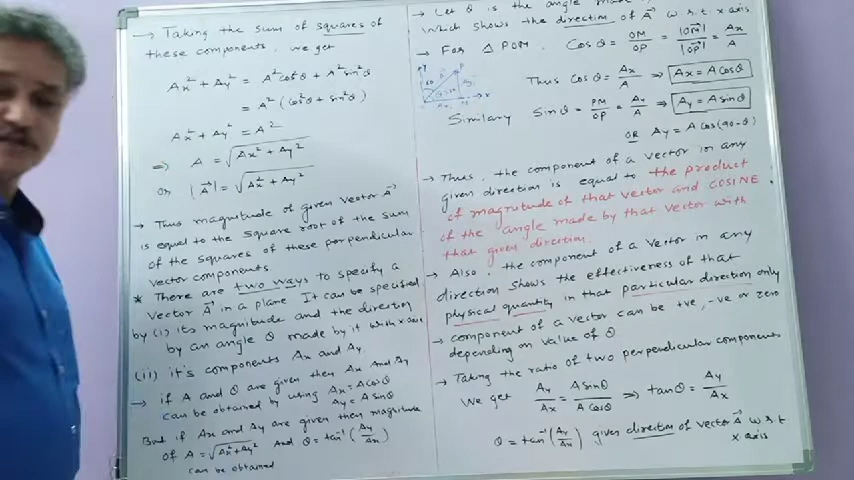 → Taking the sum of squares of
these components, we get
Ax² + Ay² = A²cos²θ + A²sin²θ
= A² (cos²θ + sin²θ)
Ax² + Ay² = A²
⇒ A = √Ax² + Ay²
or |A⃗| = √Ax² + Ay²
→ Thus magnitude of given vector A⃗
is equal to the square root of the sum
of the squares of these perpendicular
vector components.
* There are two ways to specify a
vector A⃗ in a plane It can be specified
by (i) its magnitude and the direction
by an angle θ made by it with x axis
(ii) it's components Ax and Ay
→ if A and θ are given then Ax and Ay
can be obtained by using Ax = A cosθ
Ay = A sinθ
But if Ax and Ay are given then magnitude
of A = √Ax² + Ay² and θ = tan⁻¹ (Ay/Ax)
can be obtained
→ Let θ is the angle made
which shows the direction of A⃗ w.r.t x axis
→ For Δ POM. Cosθ = OM/OP = |OM|/|OP| = Ax/A
Thus Cosθ = Ax/A ⇒ Ax = A cosθ
Similary Sinθ = PM/OP = Ay/A ⇒ Ay = A sinθ
OR Ay = A cos(90-θ)
→ Thus, the component of a vector in any
given direction is equal to the product
of magnitude of that vector and COSINE
of the angle made by that vector with
that given direction.
→ Also, the component of a vector in any
direction shows the effectiveness of that
physical quantity in that particular direction only
→ component of a vector can be +ve, -ve or zero
depending on value of θ
→ Taking the ratio of two perpendicular components
We get Ay/Ax = A sinθ/A cosθ ⇒ tanθ = Ay/Ax
θ = tan⁻¹ (Ay/Ax) gives direction of vector A⃗ w.r.t
x axis